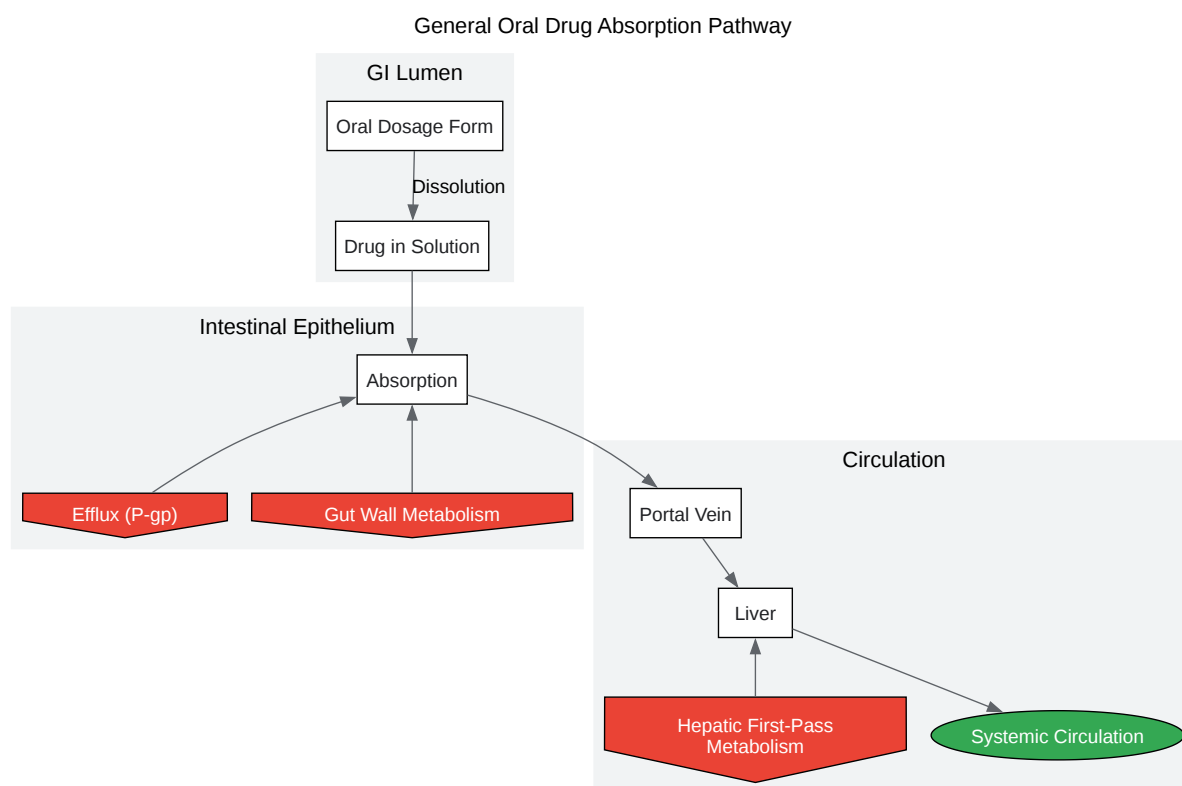 General Oral Drug Absorption Pathway
GI Lumen
Oral Dosage Form
Dissolution
Drug in Solution
Intestinal Epithelium
Absorption
Efflux (P-gp)
Gut Wall Metabolism
Circulation
Portal Vein
Liver
Hepatic First-Pass
Metabolism
Systemic Circulation